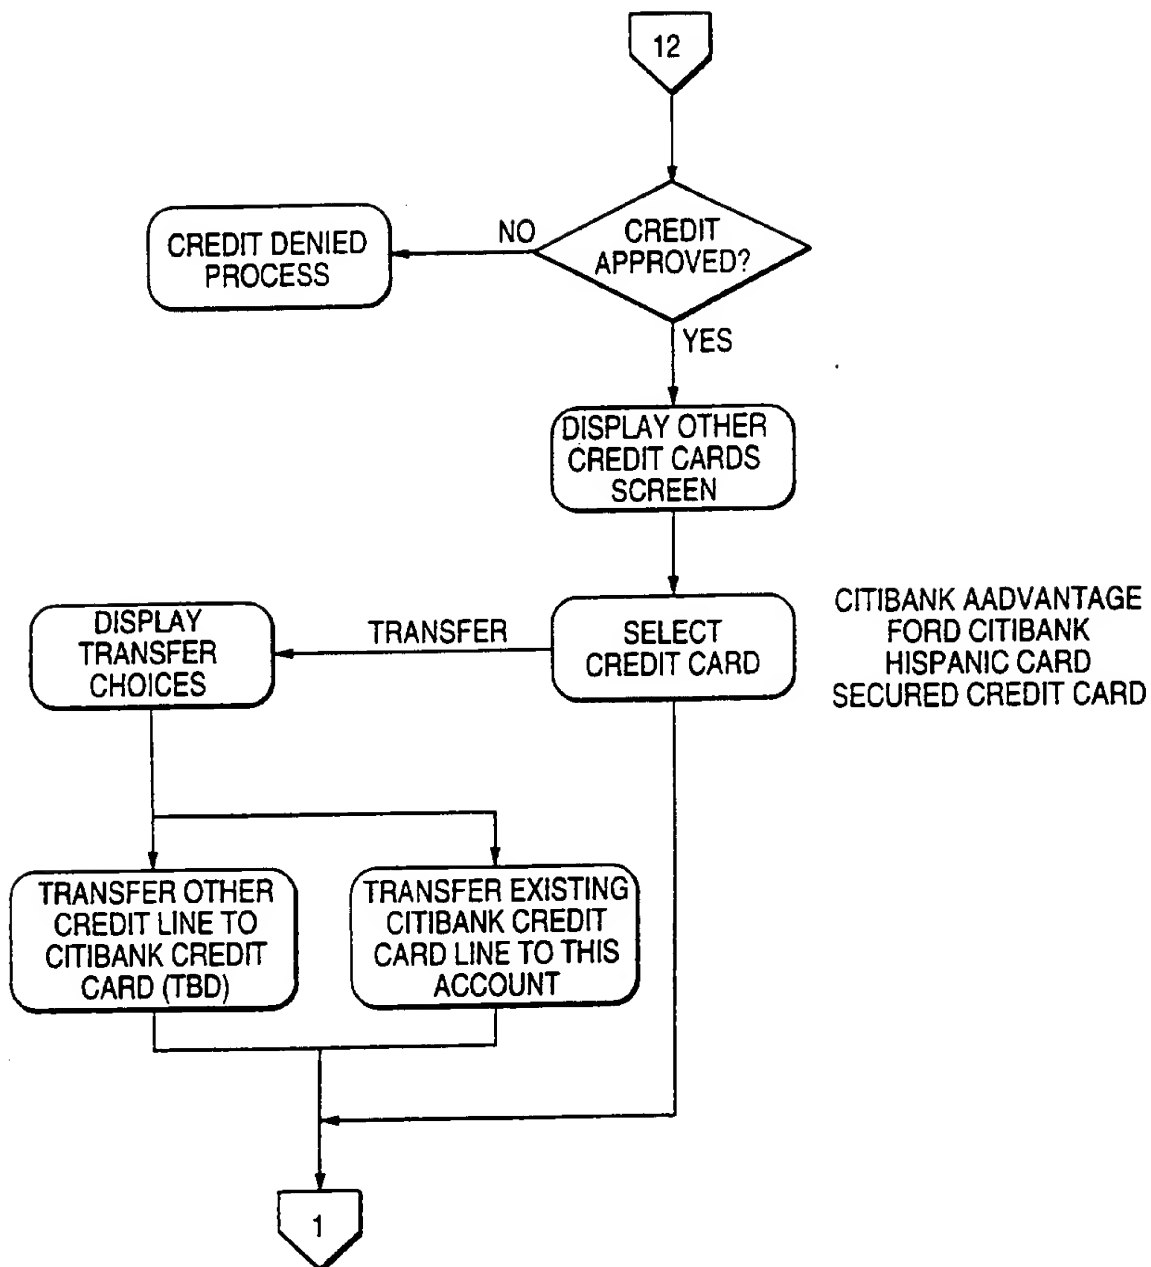 12
CREDIT
APPROVED?
NO
CREDIT DENIED
PROCESS
YES
DISPLAY OTHER
CREDIT CARDS
SCREEN
SELECT
CREDIT CARD
CITIBANK AADVANTAGE
FORD CITIBANK
HISPANIC CARD
SECURED CREDIT CARD
TRANSFER
DISPLAY
TRANSFER
CHOICES
TRANSFER OTHER
CREDIT LINE TO
CITIBANK CREDIT
CARD (TBD)
TRANSFER EXISTING
CITIBANK CREDIT
CARD LINE TO THIS
ACCOUNT
1